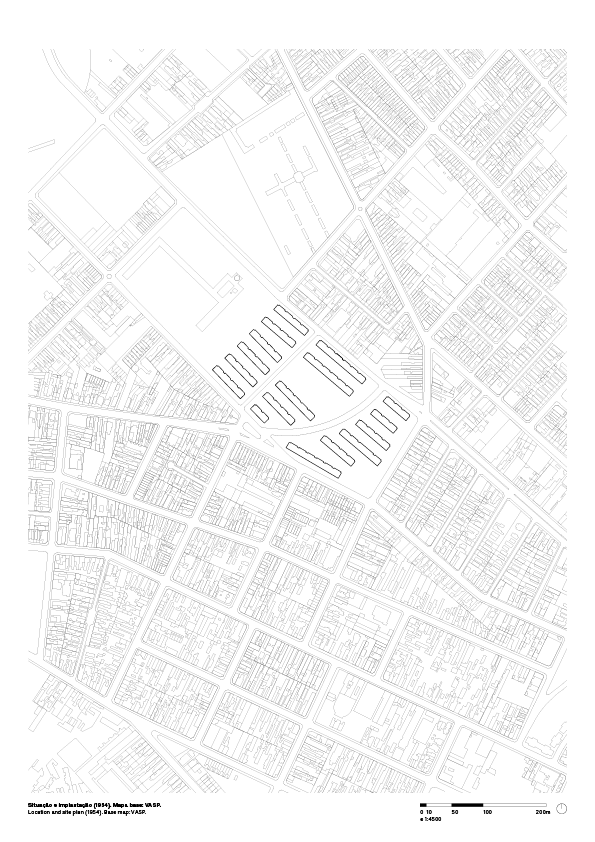 Situação e implantação (1954). Mapa base: VASP.
Location and site plan (1954). Base map: VASP.
0 10 50 100 200m
e 1:4500